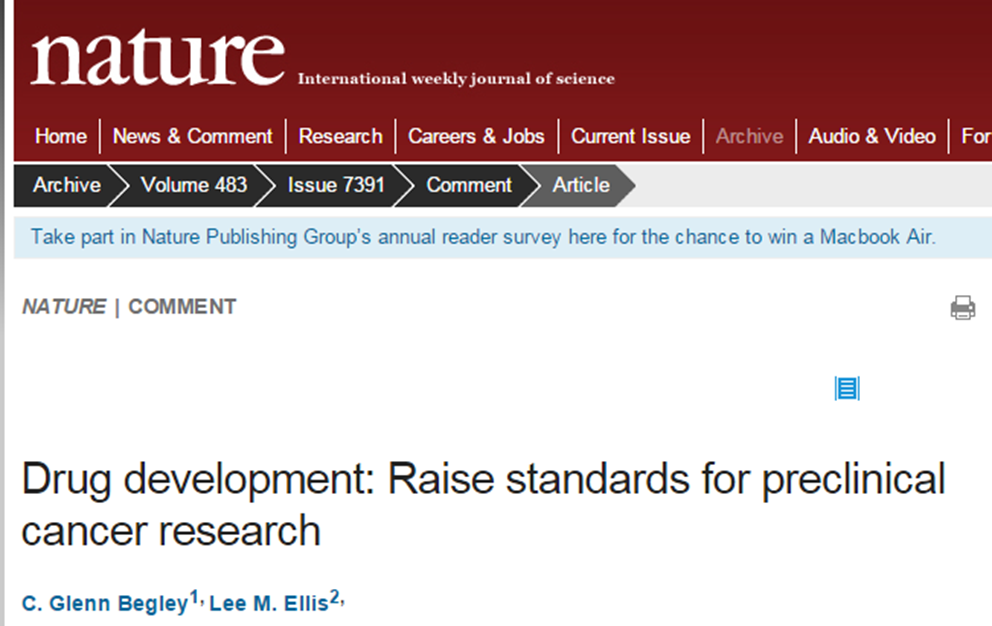 nature International weekly journal of science
Home News & Comment Research Careers & Jobs Current Issue Archive Audio & Video For
Archive Volume 483 Issue 7391 Comment Article
Take part in Nature Publishing Group's annual reader survey here for the chance to win a Macbook Air.
NATURE | COMMENT
Drug development: Raise standards for preclinical
cancer research
C. Glenn Begley1, Lee M. Ellis2,